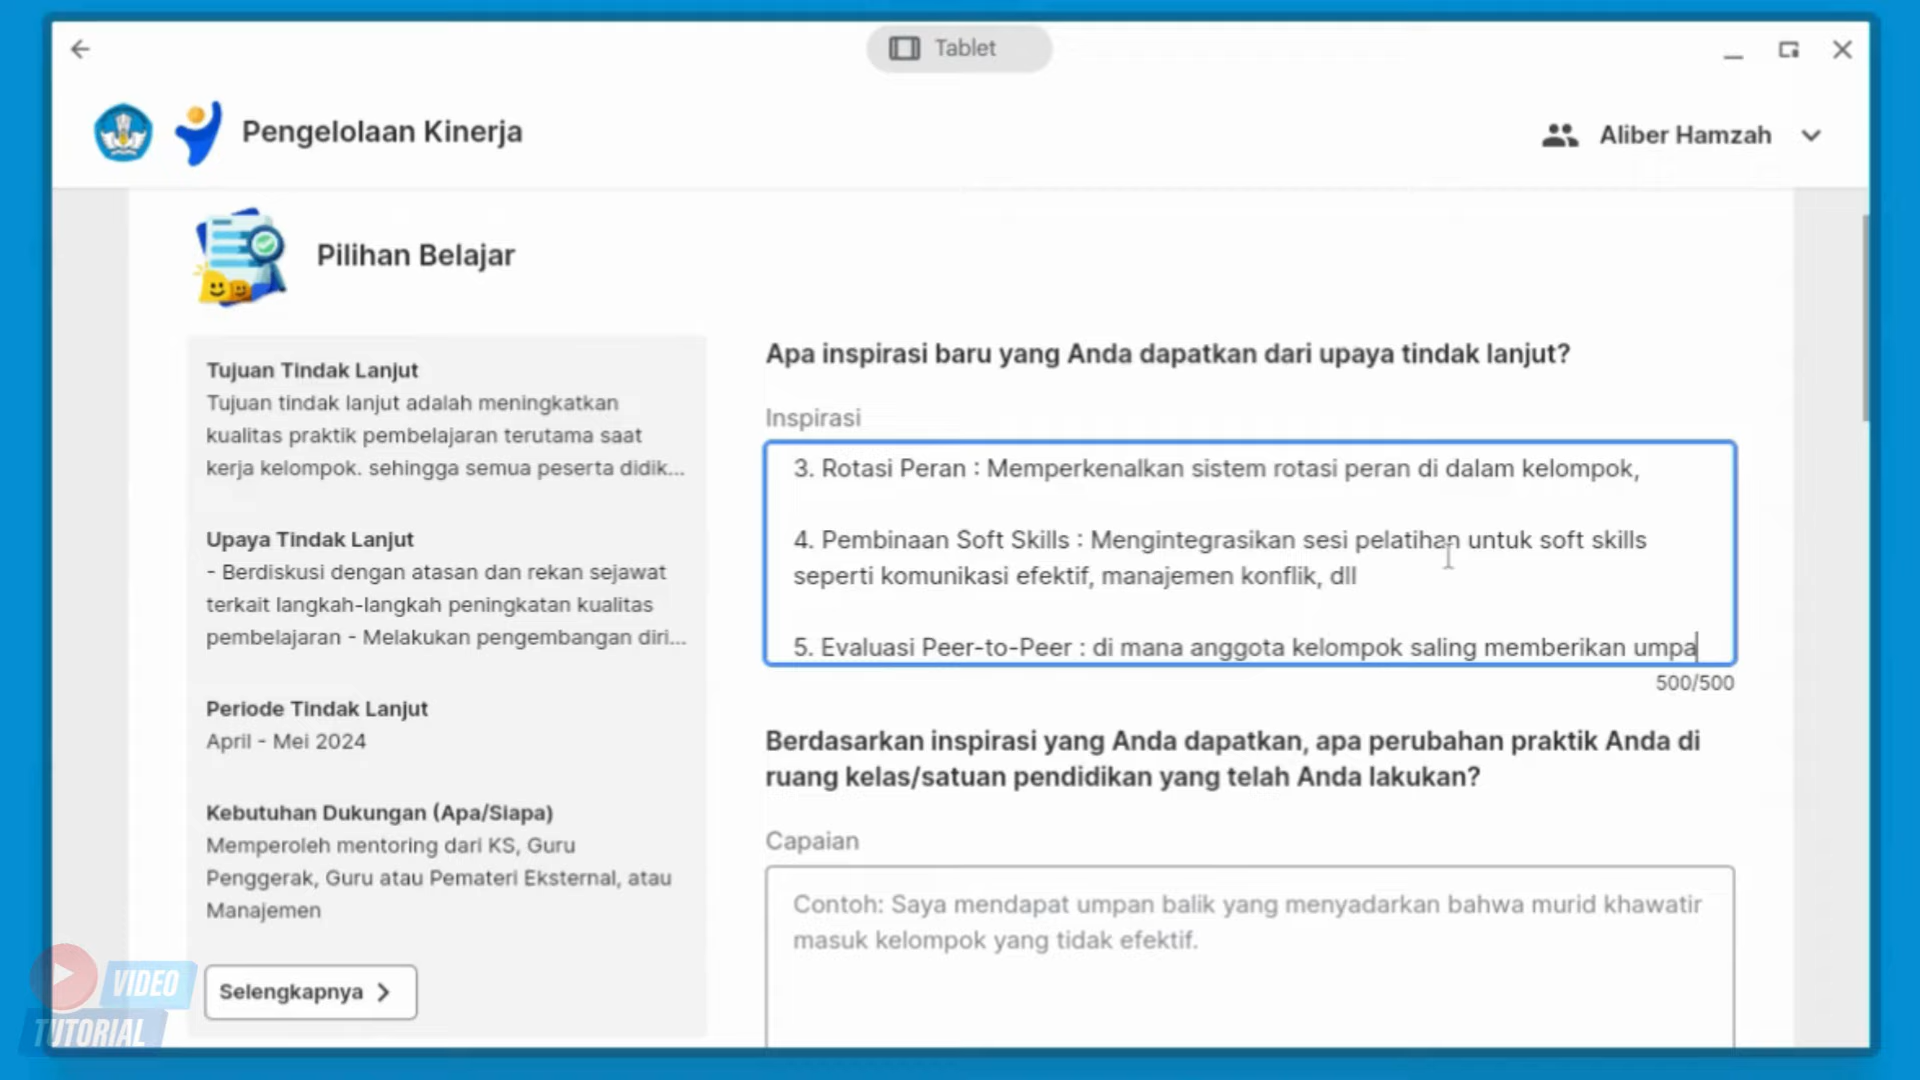 Tablet
Pengelolaan Kinerja
Aliber Hamzah
Pilihan Belajar
Tujuan Tindak Lanjut
Tujuan tindak lanjut adalah meningkatkan
kualitas praktik pembelajaran terutama saat
kerja kelompok. sehingga semua peserta didik...
Upaya Tindak Lanjut
- Berdiskusi dengan atasan dan rekan sejawat
terkait langkah-langkah peningkatan kualitas
pembelajaran - Melakukan pengembangan diri...
Periode Tindak Lanjut
April - Mei 2024
Kebutuhan Dukungan (Apa/Siapa)
Memperoleh mentoring dari KS, Guru
Penggerak, Guru atau Pemateri Eksternal, atau
Manajemen
Selengkapnya
Apa inspirasi baru yang Anda dapatkan dari upaya tindak lanjut?
Inspirasi
3. Rotasi Peran : Memperkenalkan sistem rotasi peran di dalam kelompok,
4. Pembinaan Soft Skills : Mengintegrasikan sesi pelatihan untuk soft skills
seperti komunikasi efektif, manajemen konflik, dll
5. Evaluasi Peer-to-Peer : di mana anggota kelompok saling memberikan umpa
500/500
Berdasarkan inspirasi yang Anda dapatkan, apa perubahan praktik Anda di
ruang kelas/satuan pendidikan yang telah Anda lakukan?
Capaian
Contoh: Saya mendapat umpan balik yang menyadarkan bahwa murid khawatir
masuk kelompok yang tidak efektif.
VIDEO
TUTORIAL